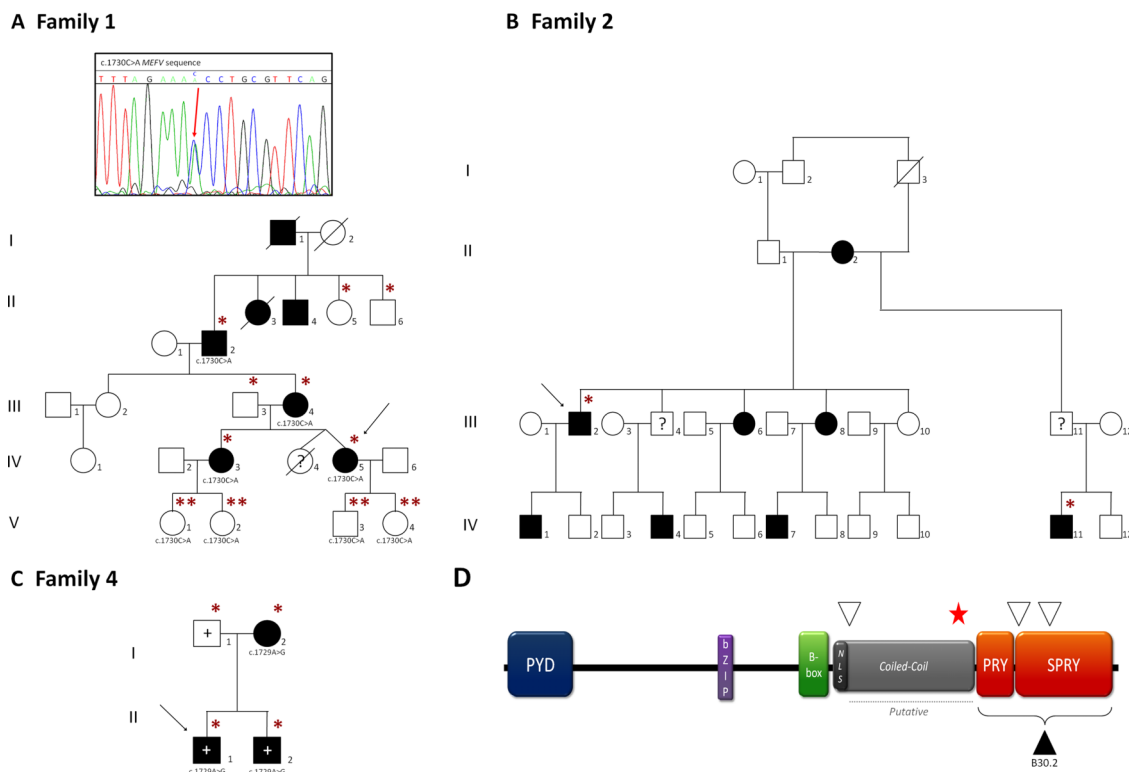 A Family 1
c.1730C>A MEFV sequence
C
T T T A G A A A C C T G C G T T C A G
I
1 2
II
* *
3 4 5 6
*
1 2
c.1730C>A
III
* *
1 2 3 4
c.1730C>A
IV
* *
?
1 2 3 4 5 6
c.1730C>A c.1730C>A
V
** ** ** **
1 2 3 4
c.1730C>A c.1730C>A c.1730C>A c.1730C>A
B Family 2
I
1 2 3
II
1 2
III
*
? ?
1 2 3 4 5 6 7 8 9 10 11 12
IV
*
1 2 3 4 5 6 7 8 9 10 11 12
C Family 4
I
* *
+
1 2
c.1729A>G
II
* *
+ +
1 2
c.1729A>G c.1729A>G
D
PYD
bZIP
B-box
NLS
Coiled-Coil
PRY
SPRY
Putative
B30.2